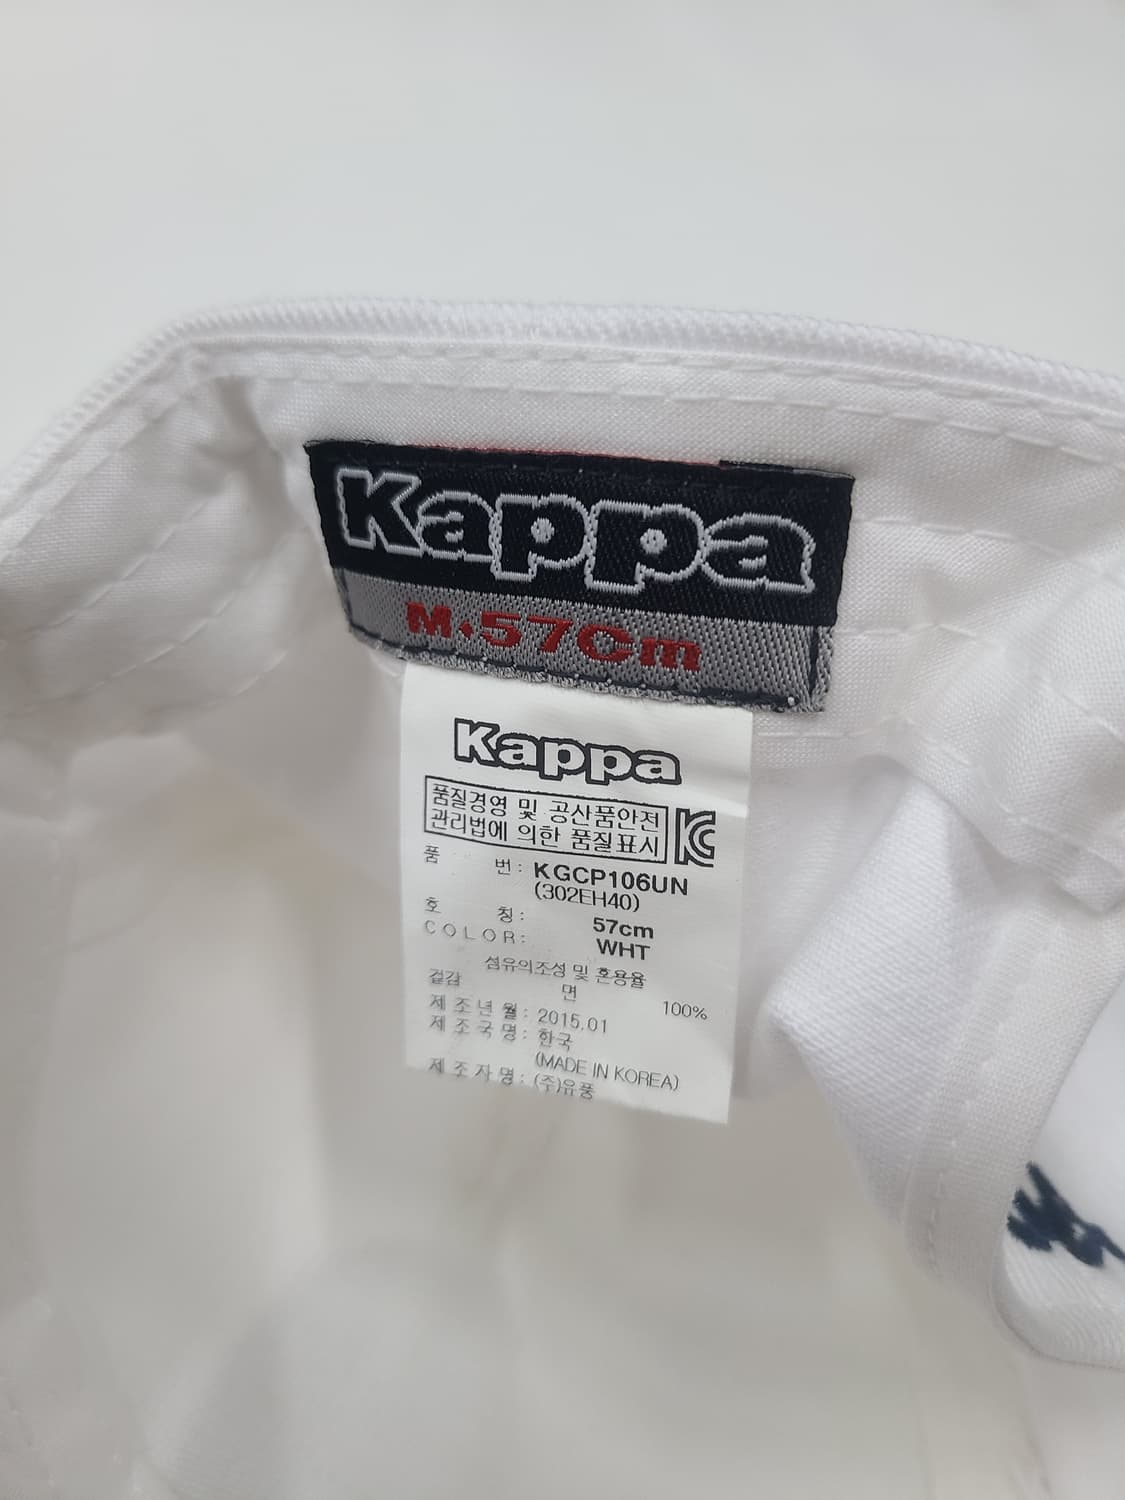 Kappa
M·57Cm
Kappa
품질경영 및 공산품안전
관리법에 의한 품질표시
품 번: KGCP106UN
(302EH40)
호 칭: 57cm
COLOR: WHT
섬유의조성 및 혼용율
겉감 면 100%
제조년월: 2015.01
제조국명: 한국
(MADE IN KOREA)
제조자명: (주)유풍